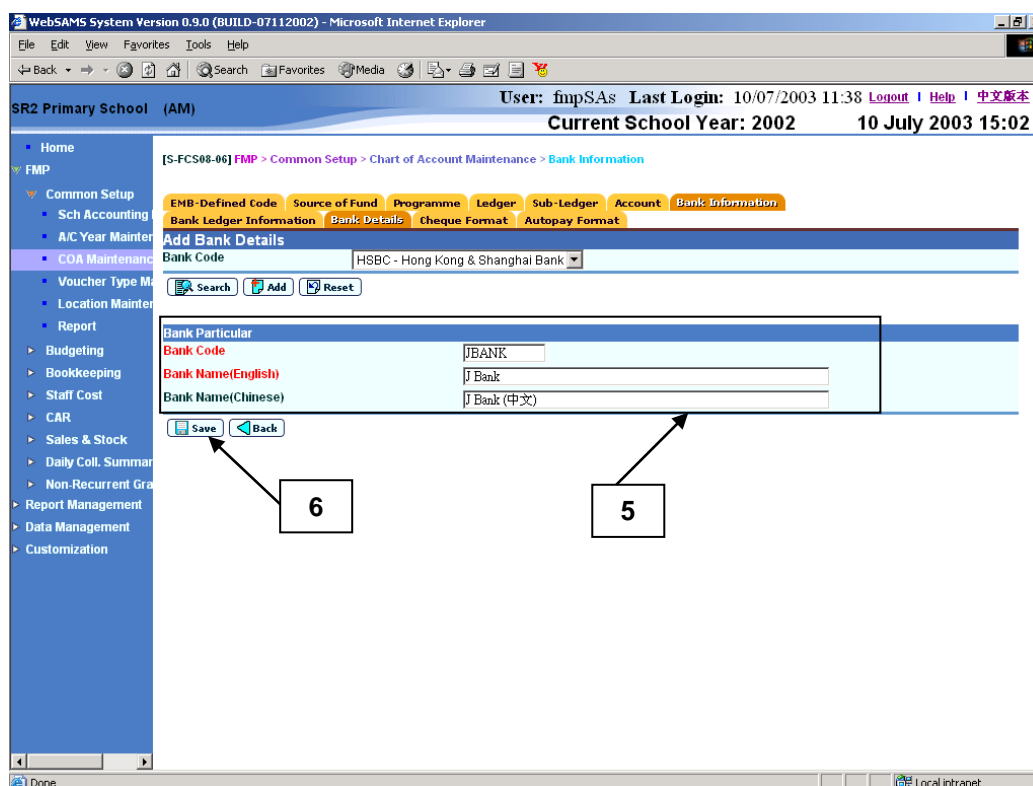 WebSAMS System Version 0.9.0 (BUILD-07112002) - Microsoft Internet Explorer
File Edit View Favorites Tools Help
Back Search Favorites Media
SR2 Primary School (AM)
User: fmpSAs Last Login: 10/07/2003 11:38 Logout | Help | 中文版本
Current School Year: 2002 10 July 2003 15:02
Home
FMP
Common Setup
Sch Accounting
A/C Year Mainter
COA Maintenanc
Voucher Type Ma
Location Mainter
Report
Budgeting
Bookkeeping
Staff Cost
CAR
Sales & Stock
Daily Coll. Summar
Non-Recurrent Gra
Report Management
Data Management
Customization
[S-FCS08-06] FMP > Common Setup > Chart of Account Maintenance > Bank Information
EMB-Defined Code Source of Fund Programme Ledger Sub-Ledger Account Bank Information
Bank Ledger Information Bank Details Cheque Format Autopay Format
Add Bank Details
Bank Code HSBC - Hong Kong & Shanghai Bank
Search Add Reset
Bank Particular
Bank Code JBANK
Bank Name(English) J Bank
Bank Name(Chinese) J Bank (中文)
Save Back
6 5
Done Local intranet